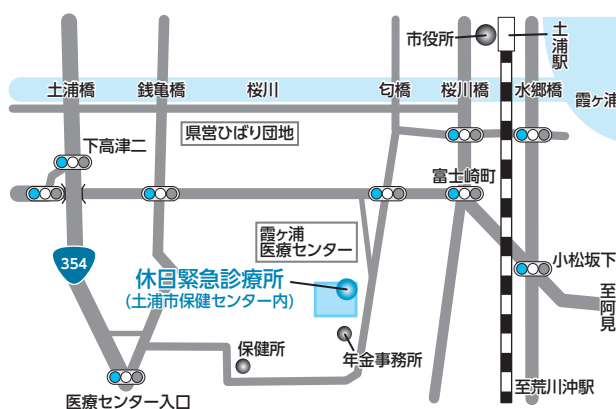 市役所
土浦駅
土浦橋
銭亀橋
桜川
匂橋
桜川橋
水郷橋
霞ヶ浦
県営ひばり団地
下高津二
富士崎町
霞ヶ浦
医療センター
小松坂下
354
休日緊急診療所
(土浦市保健センター内)
至阿見
保健所
年金事務所
至荒川沖駅
医療センター入口